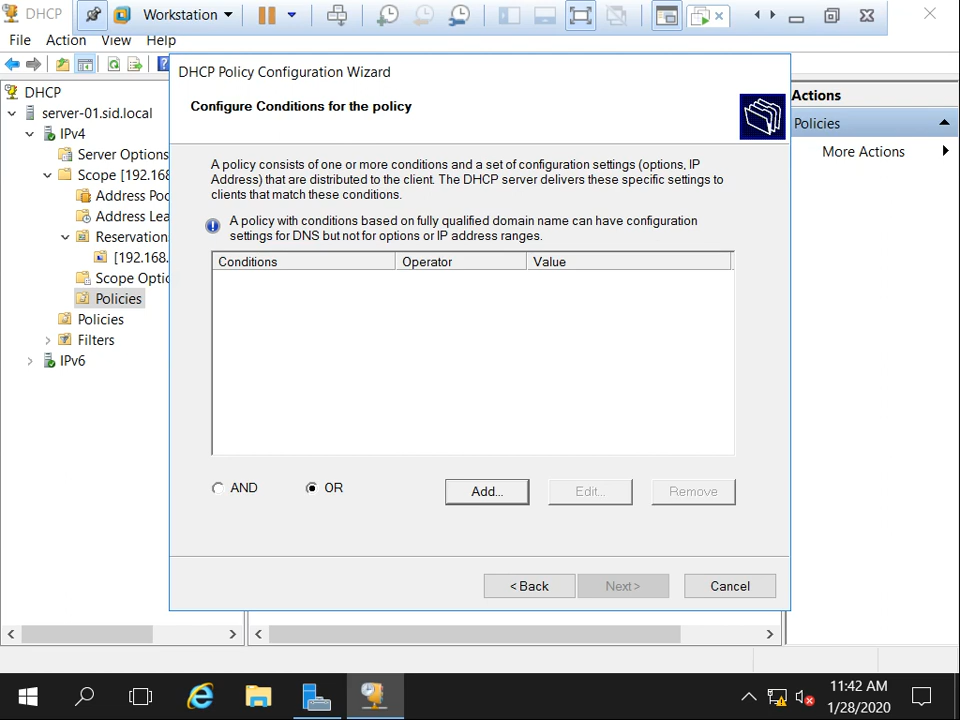 DHCP
Workstation
File Action View Help
DHCP
server-01.sid.local
IPv4
Server Options
Scope [192.168
Address Poo
Address Lea
Reservation
[192.168.
Scope Optio
Policies
Policies
Filters
IPv6
DHCP Policy Configuration Wizard
Configure Conditions for the policy
A policy consists of one or more conditions and a set of configuration settings (options, IP
Address) that are distributed to the client. The DHCP server delivers these specific settings to
clients that match these conditions.
A policy with conditions based on fully qualified domain name can have configuration
settings for DNS but not for options or IP address ranges.
Conditions Operator Value
AND OR Add... Edit... Remove
< Back Next > Cancel
Actions
Policies
More Actions
11:42 AM
1/28/2020